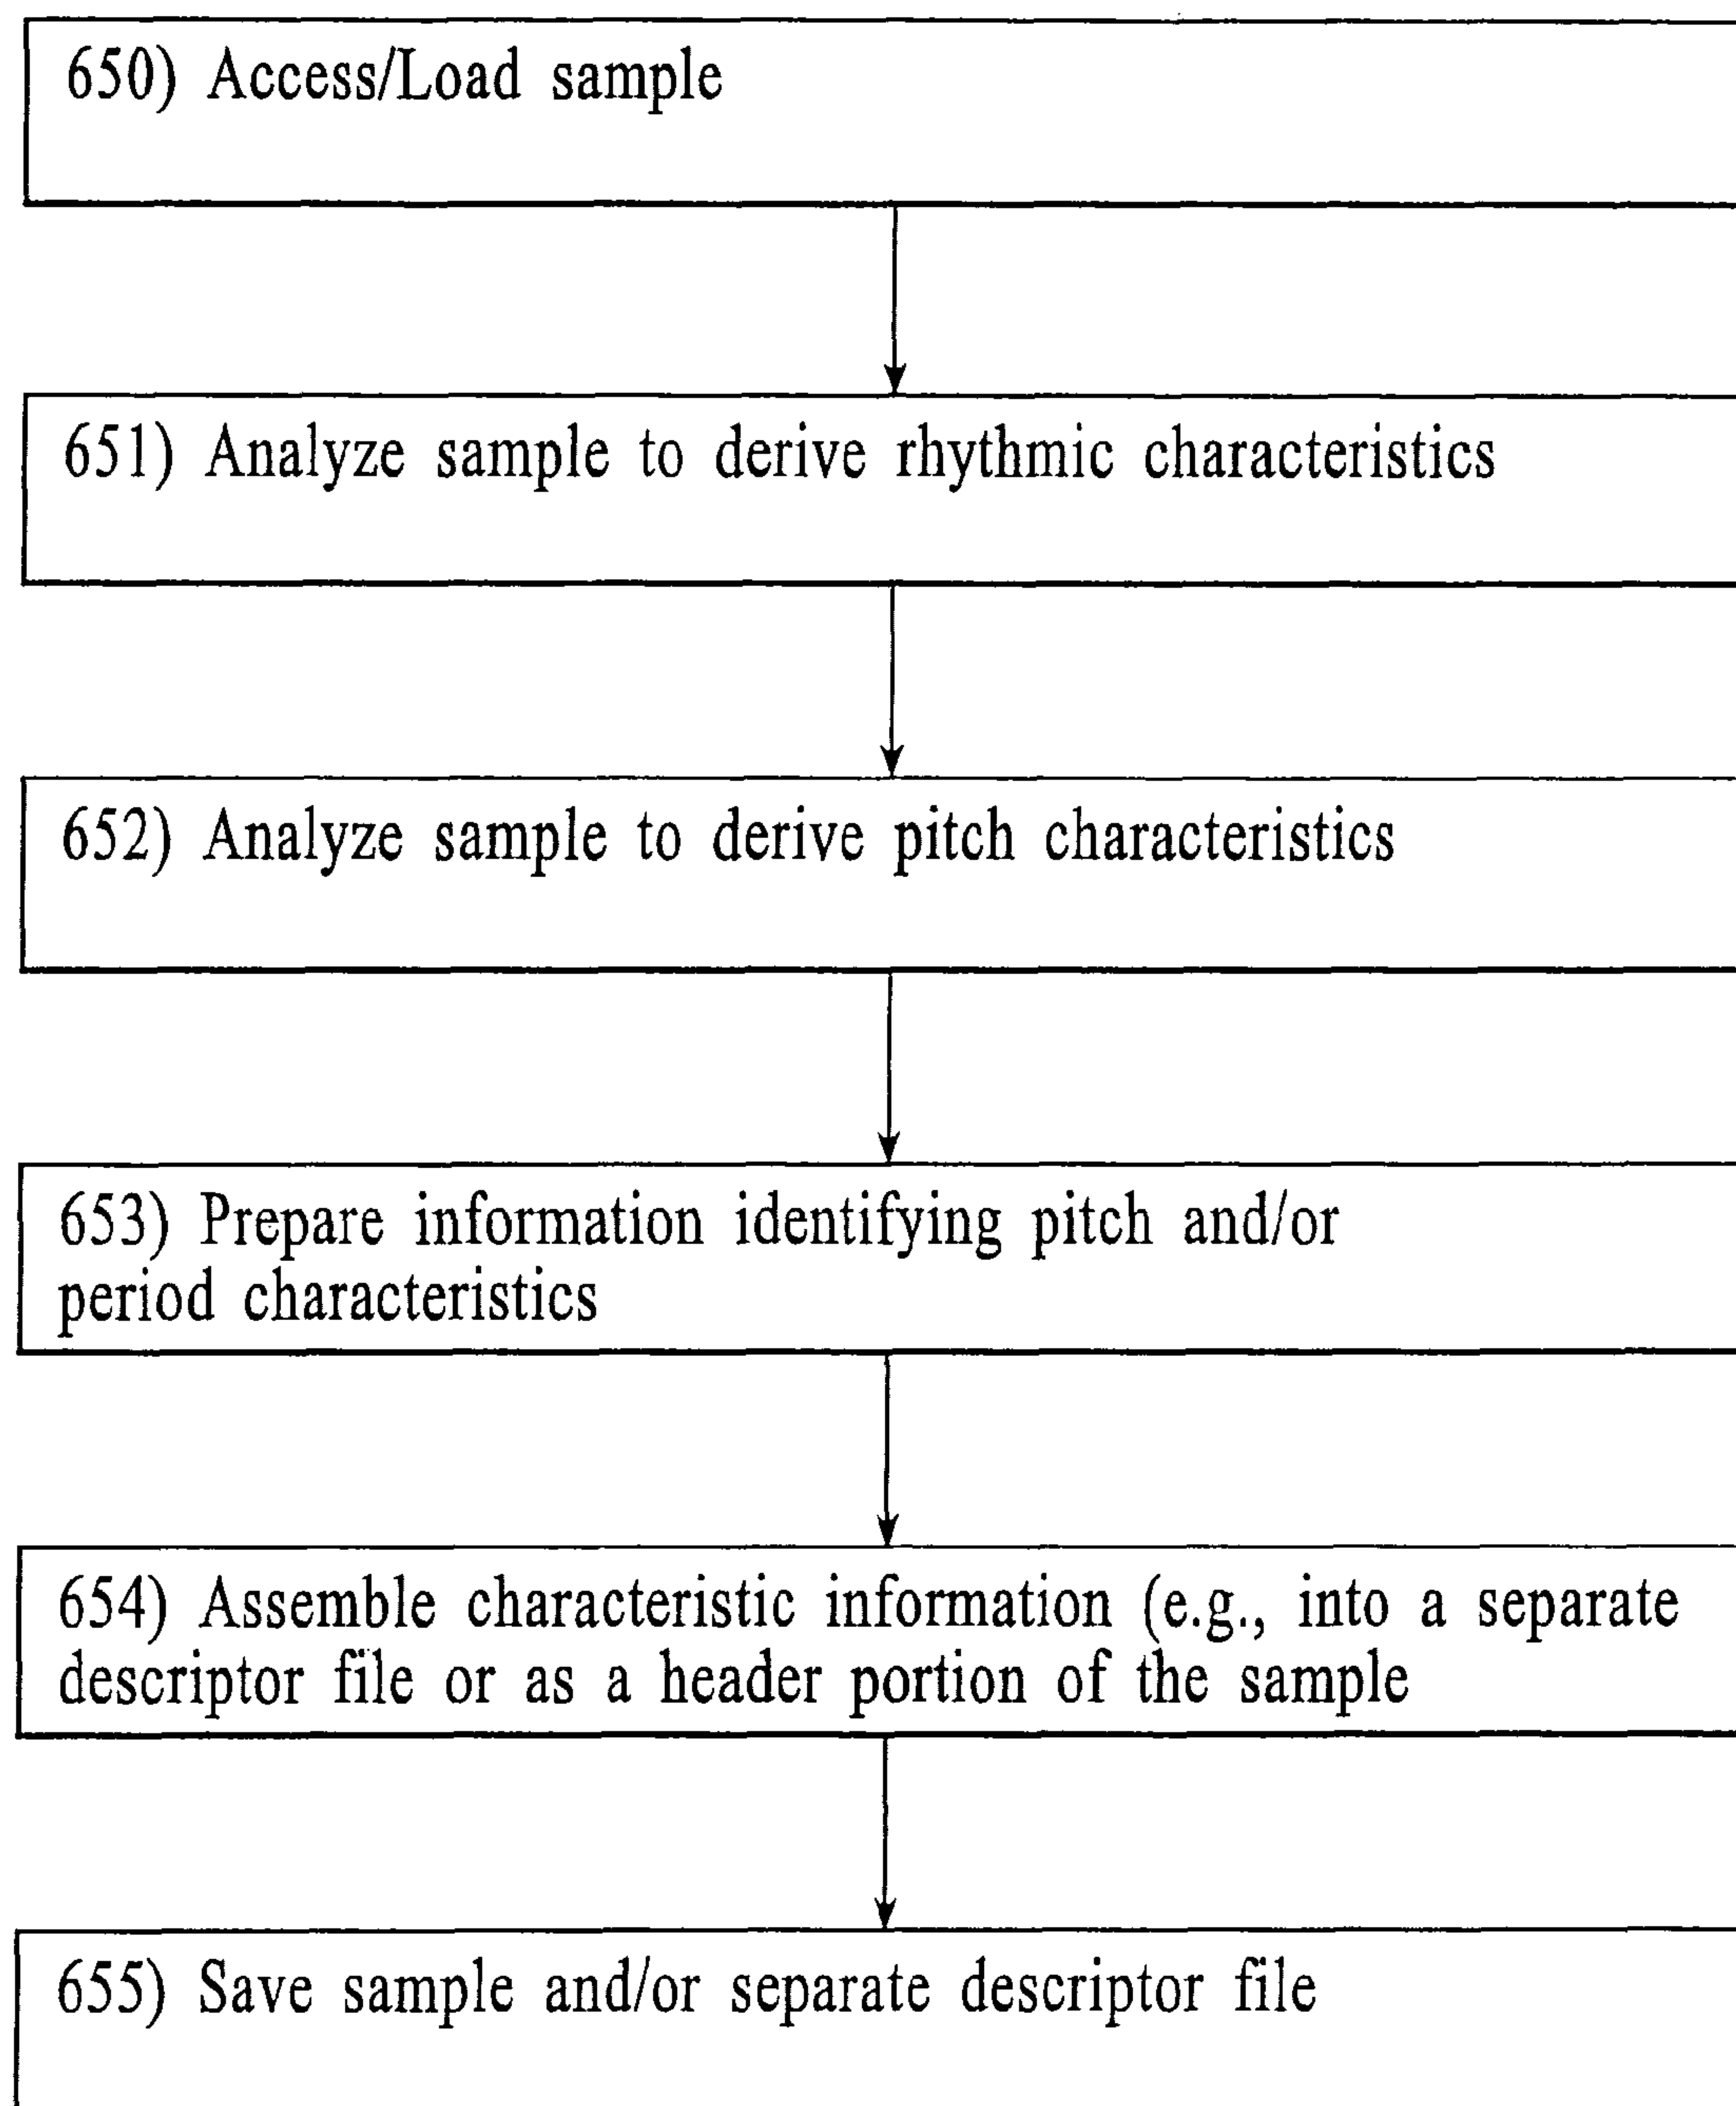 650) Access/Load sample
651) Analyze sample to derive rhythmic characteristics
652) Analyze sample to derive pitch characteristics
653) Prepare information identifying pitch and/or
period characteristics
654) Assemble characteristic information (e.g., into a separate
descriptor file or as a header portion of the sample
655) Save sample and/or separate descriptor file